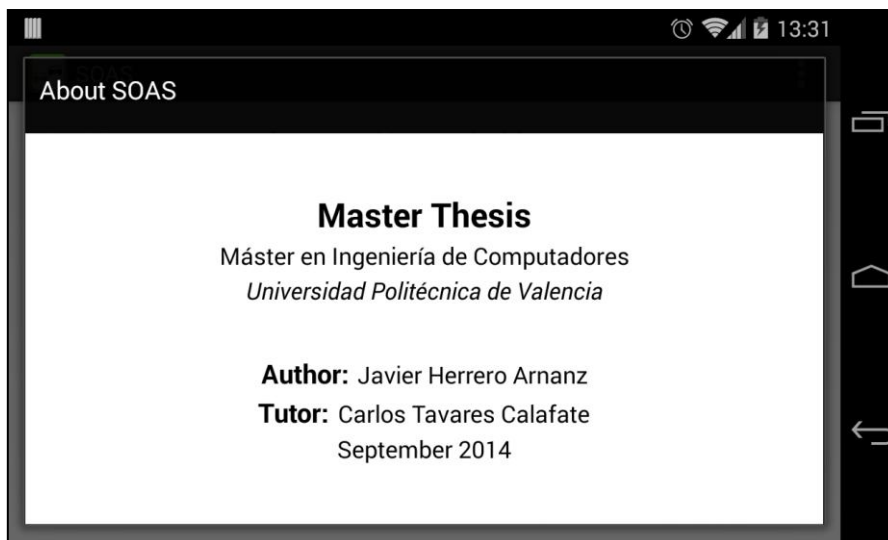 13:31
SOAS
About SOAS
Master Thesis
Máster en Ingeniería de Computadores
Universidad Politécnica de Valencia
Author: Javier Herrero Arnanz
Tutor: Carlos Tavares Calafate
September 2014